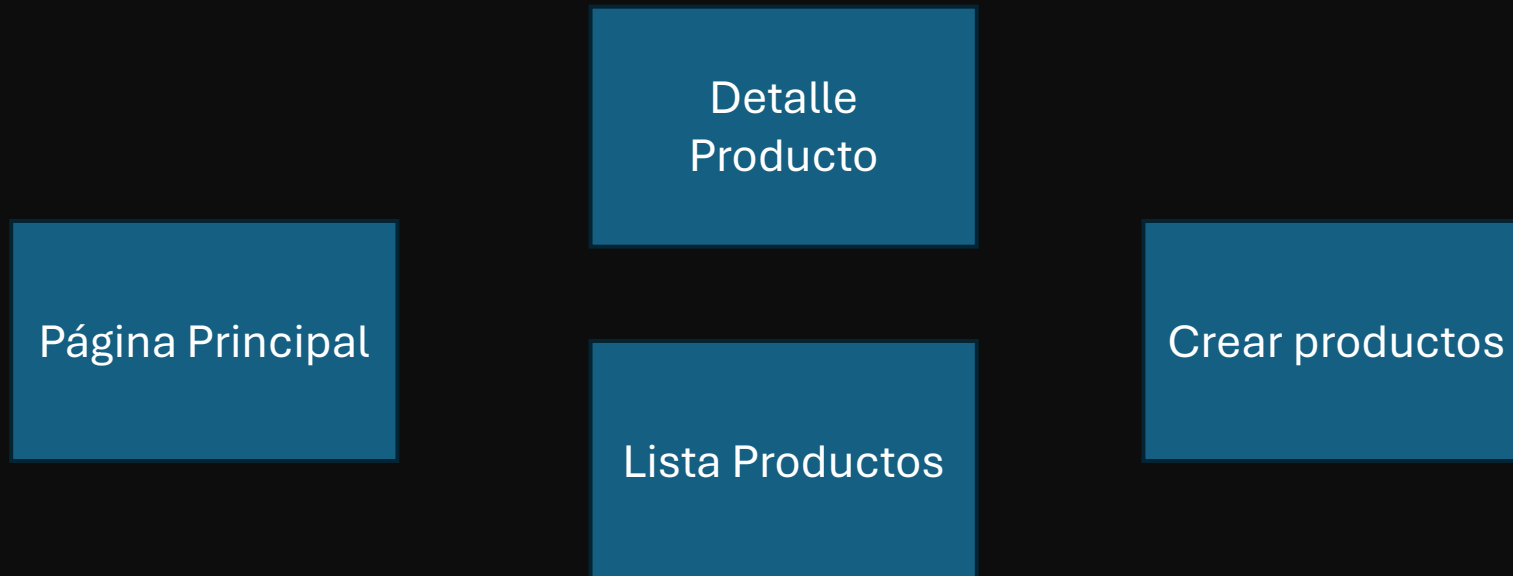 Detalle
Producto
Página Principal
Crear productos
Lista Productos